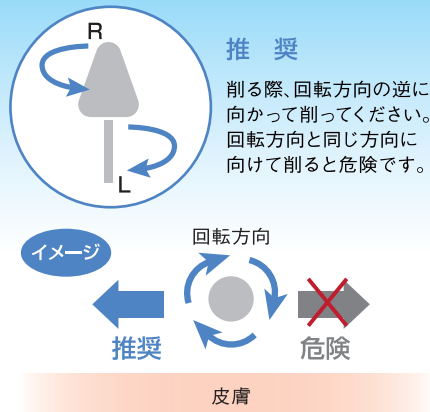 R
L
推奨
削る際、回転方向の逆に
向かって削ってください。
回転方向と同じ方向に
向けて削ると危険です。
イメージ
回転方向
推奨
危険
皮膚